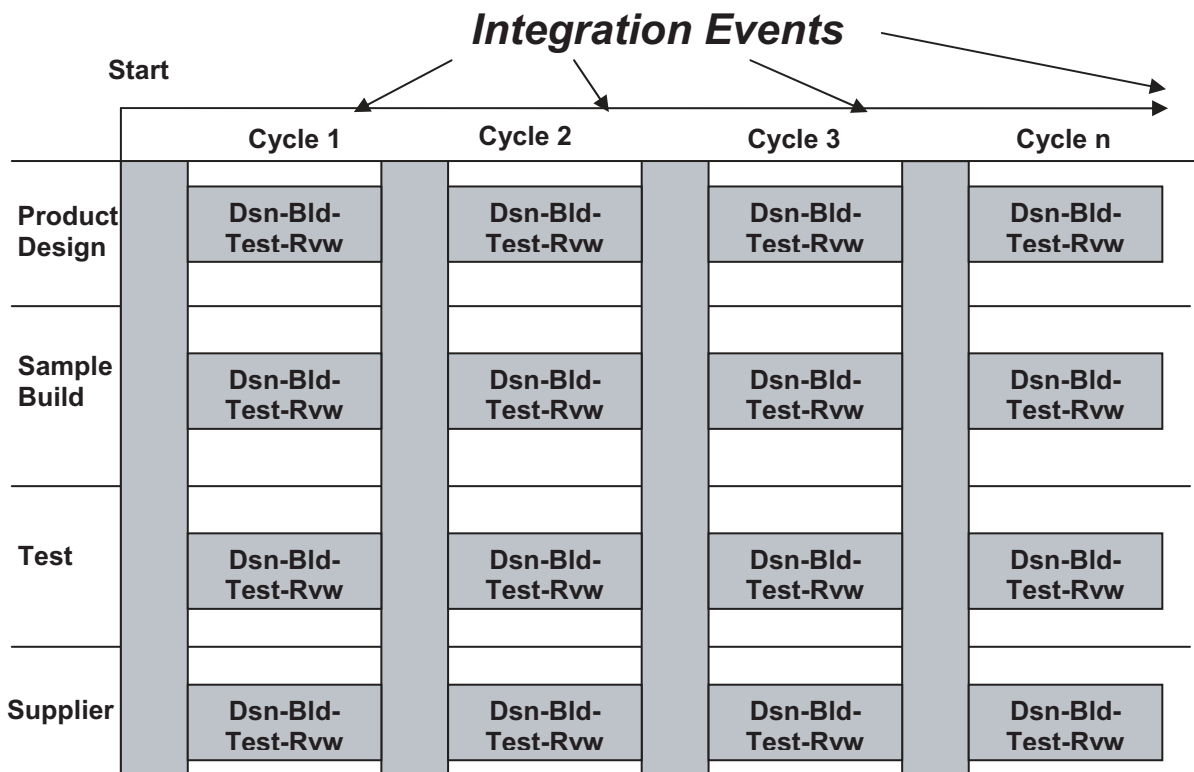 Integration Events
Start
Cycle 1 Cycle 2 Cycle 3 Cycle n
Product
Design
Dsn-Bld-
Test-Rvw
Dsn-Bld-
Test-Rvw
Dsn-Bld-
Test-Rvw
Dsn-Bld-
Test-Rvw
Sample
Build
Dsn-Bld-
Test-Rvw
Dsn-Bld-
Test-Rvw
Dsn-Bld-
Test-Rvw
Dsn-Bld-
Test-Rvw
Test
Dsn-Bld-
Test-Rvw
Dsn-Bld-
Test-Rvw
Dsn-Bld-
Test-Rvw
Dsn-Bld-
Test-Rvw
Supplier
Dsn-Bld-
Test-Rvw
Dsn-Bld-
Test-Rvw
Dsn-Bld-
Test-Rvw
Dsn-Bld-
Test-Rvw